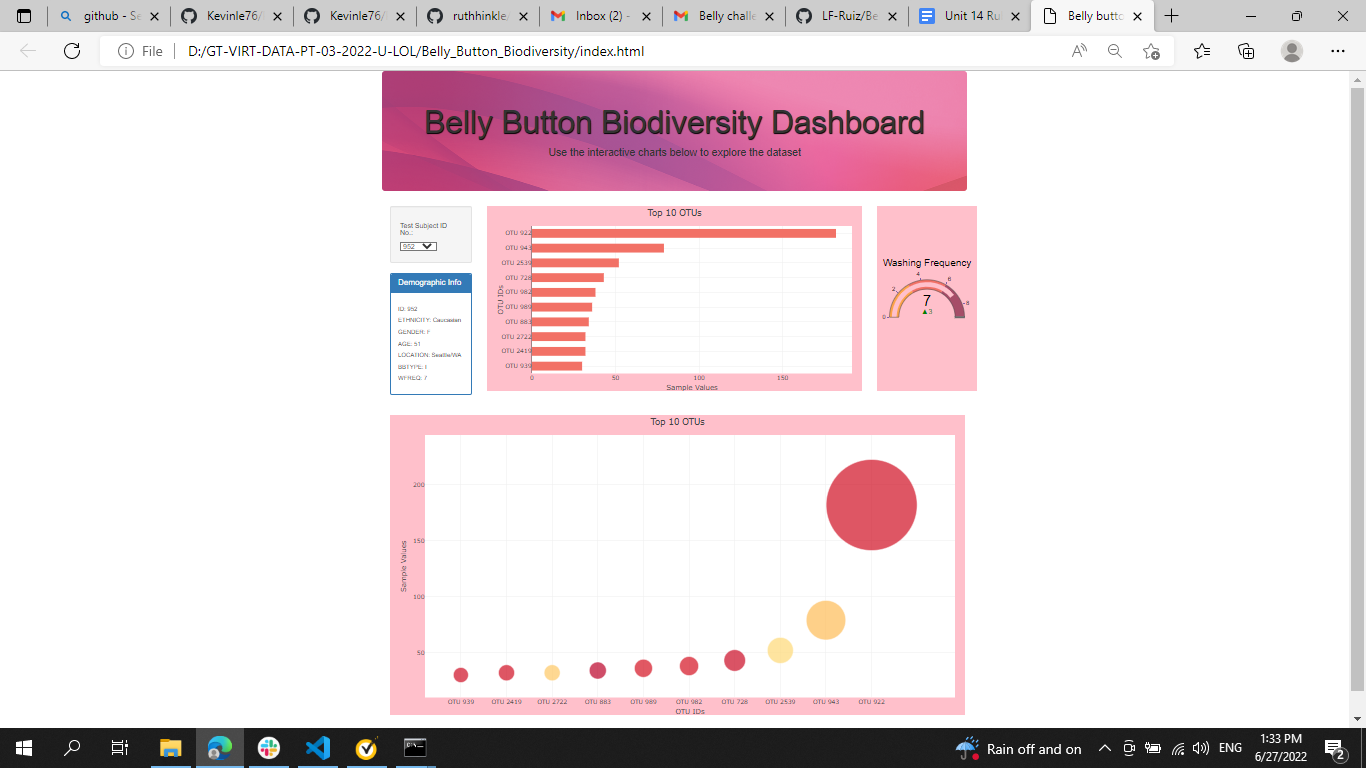 github - Se
Kevinle76/
Kevinle76/
ruthhinkle/
Inbox (2) -
Belly challe
LF-Ruiz/Be
Unit 14 Ru
Belly butto
File
D:/GT-VIRT-DATA-PT-03-2022-U-LOL/Belly_Button_Biodiversity/index.html
Belly Button Biodiversity Dashboard
Use the interactive charts below to explore the dataset
Test Subject ID
No.:
952
Demographic Info
ID: 952
ETHNICITY: Caucasian
GENDER: F
AGE: 51
LOCATION: Seattle/WA
BBTYPE: I
WFREQ: 7
Top 10 OTUs
OTU IDs
OTU 922
OTU 943
OTU 2539
OTU 728
OTU 982
OTU 989
OTU 883
OTU 2722
OTU 2419
OTU 939
0 50 100 150
Sample Values
Washing Frequency
0 2 4 6 8
7
▲3
Top 10 OTUs
Sample Values
200
150
100
50
OTU 939 OTU 2419 OTU 2722 OTU 883 OTU 989 OTU 982 OTU 728 OTU 2539 OTU 943 OTU 922
OTU IDs
Rain off and on
ENG
1:33 PM
6/27/2022
2